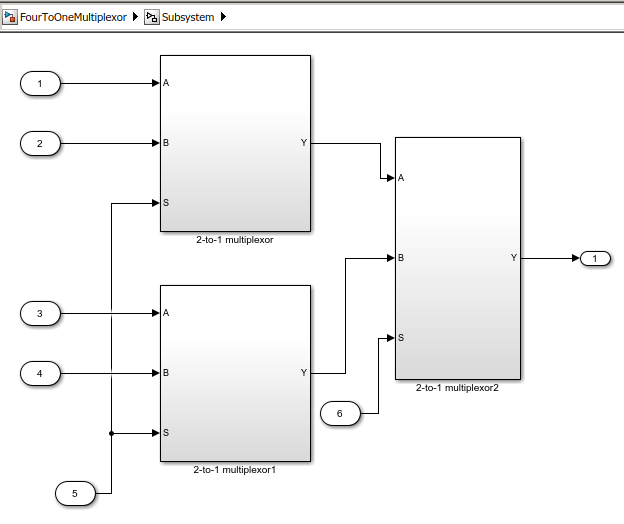 FourToOneMultiplexor Subsystem
1 A
2 B Y
A
S
2-to-1 multiplexor
B Y 1
3 A
S
4 B Y
2-to-1 multiplexor2
6
S
2-to-1 multiplexor1
5